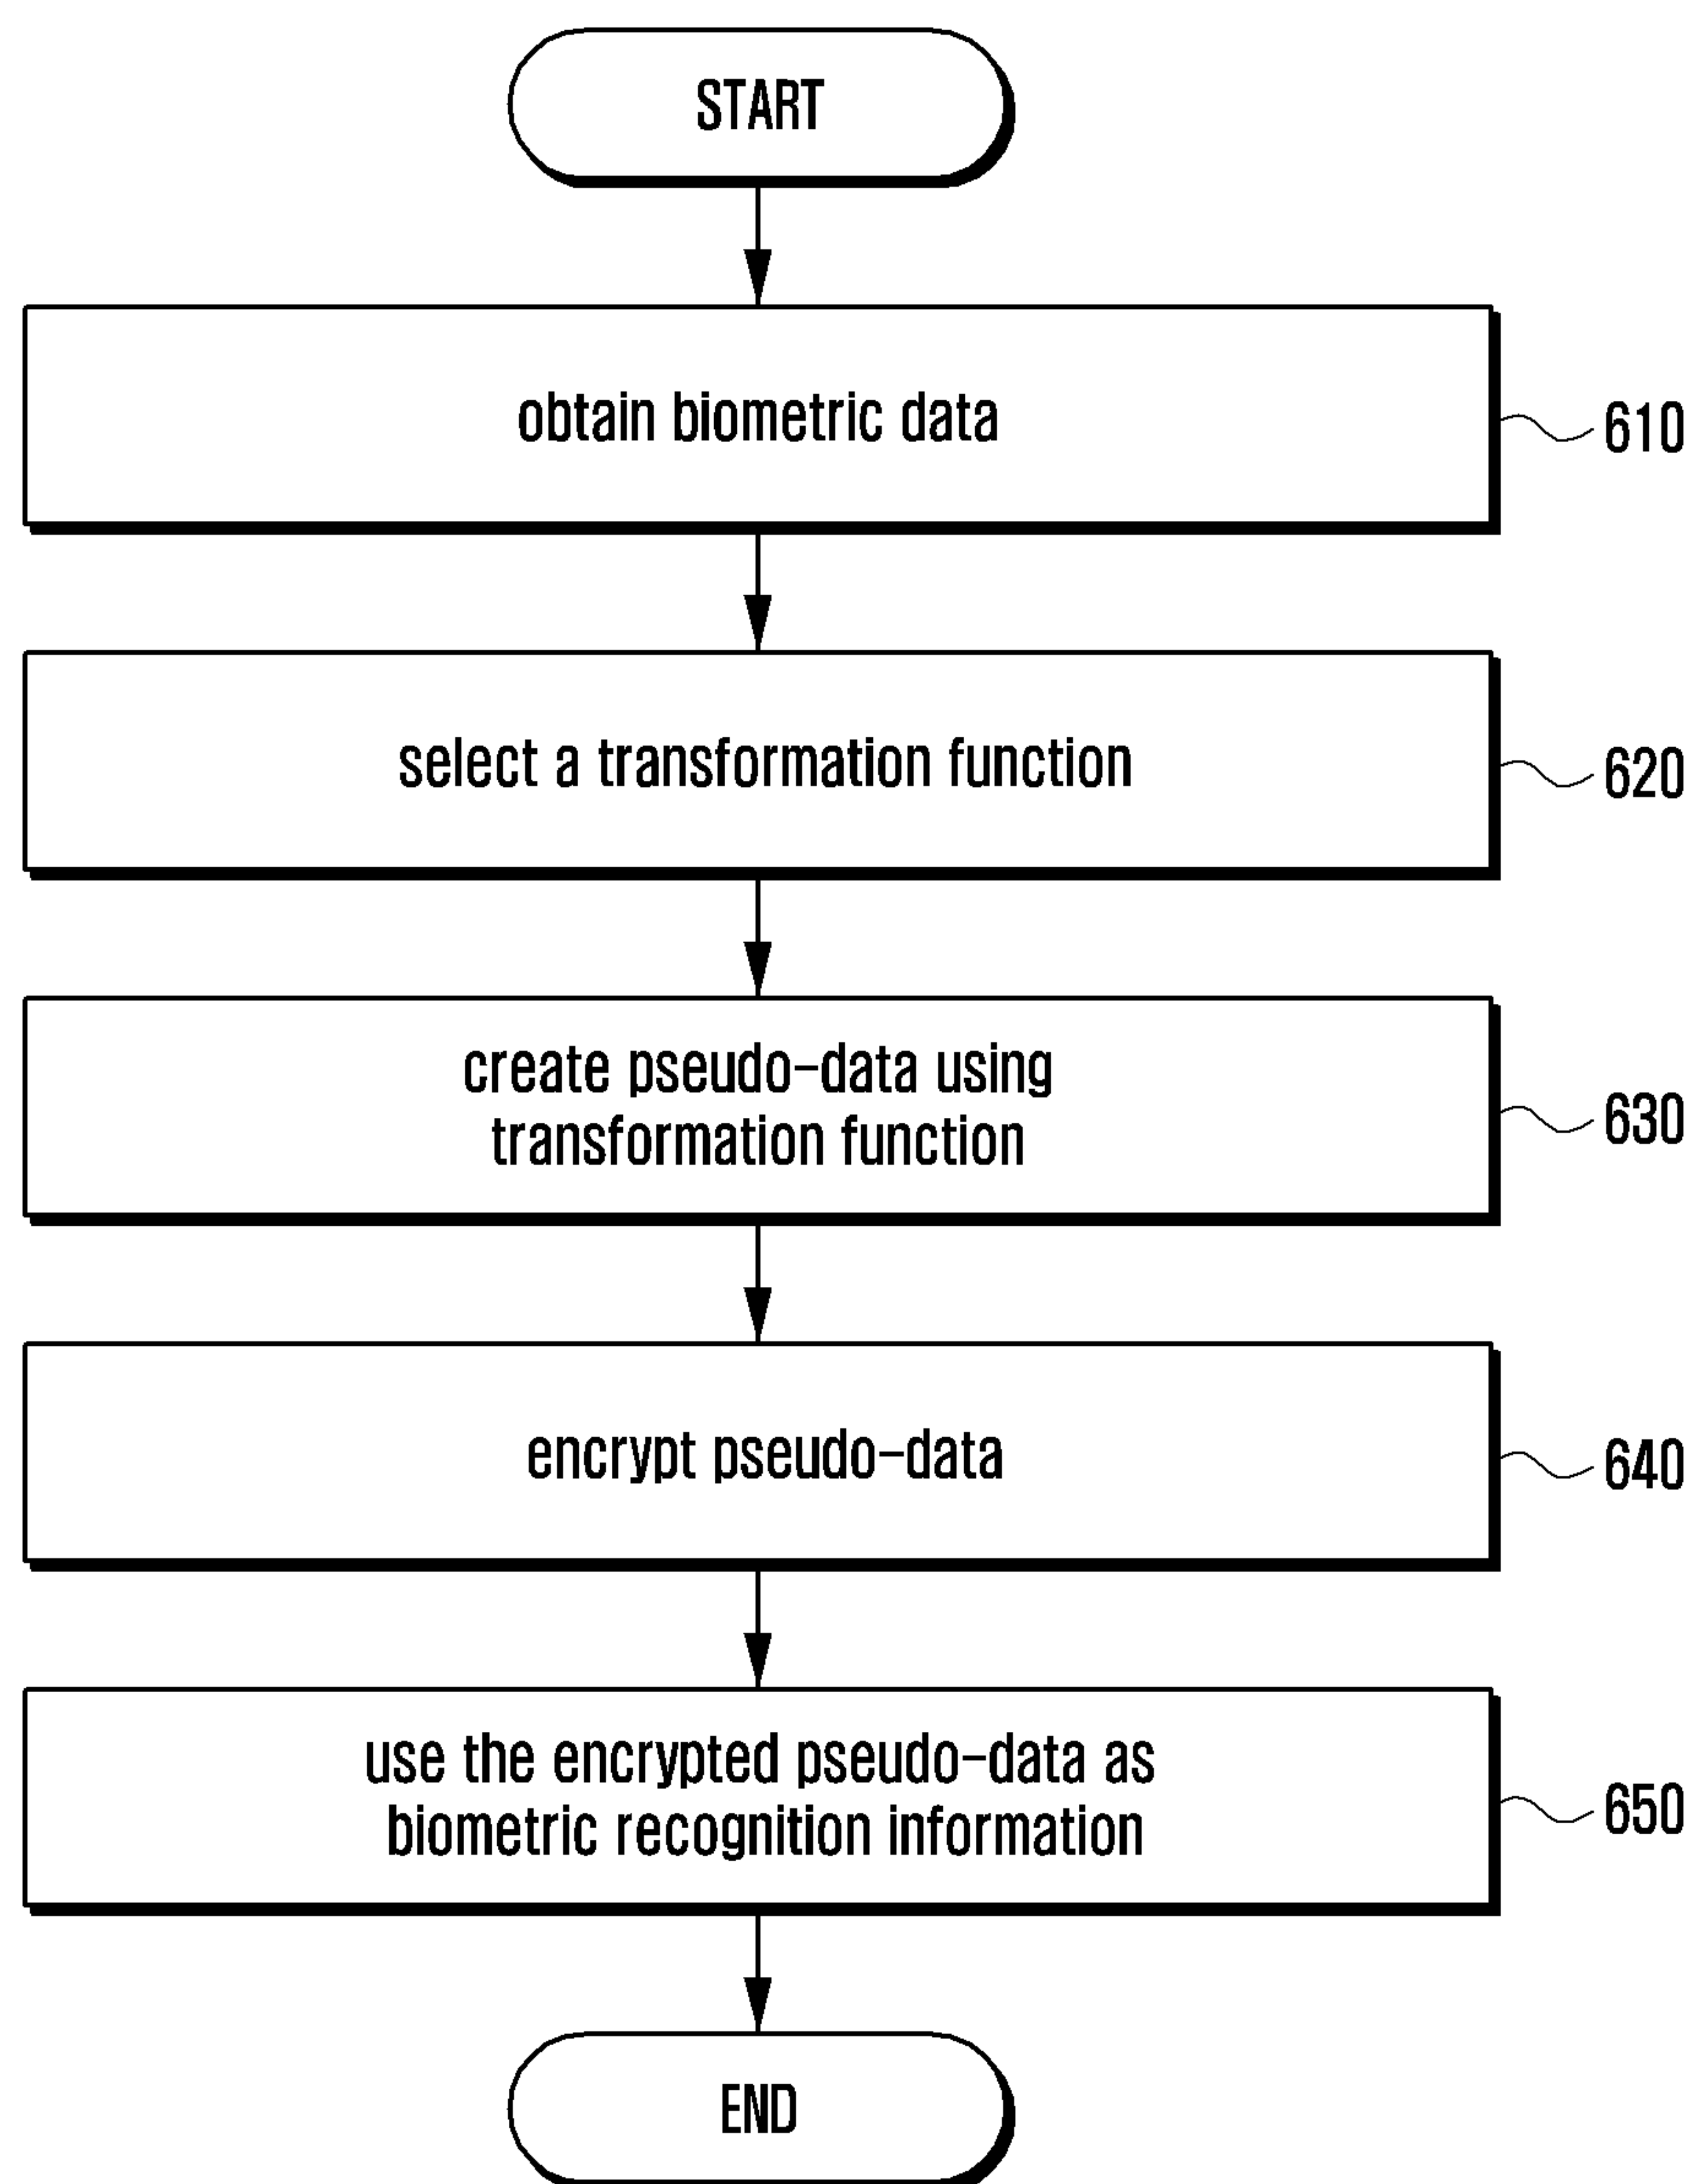 START
obtain biometric data
610
select a transformation function
620
create pseudo-data using
transformation function
630
encrypt pseudo-data
640
use the encrypted pseudo-data as
biometric recognition information
650
END